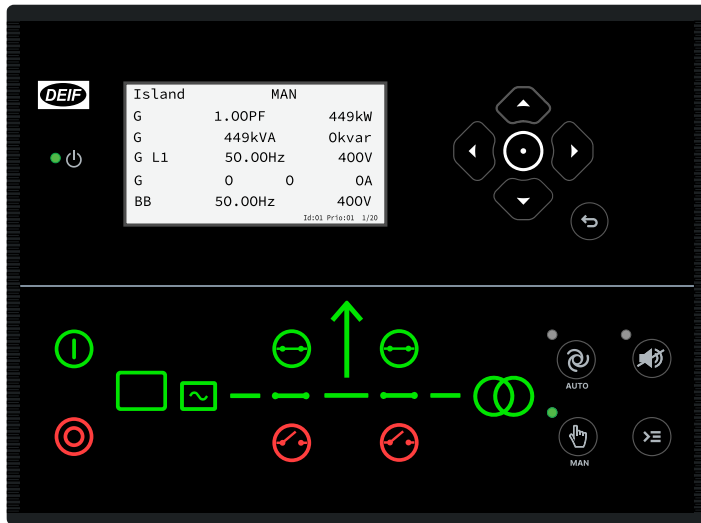 DEIF
Island MAN
G 1.00PF 449kW
G 449kVA 0kvar
G L1 50.00Hz 400V
G 0 0 0A
BB 50.00Hz 400V
Id:01 Prio:01 1/20
AUTO
MAN